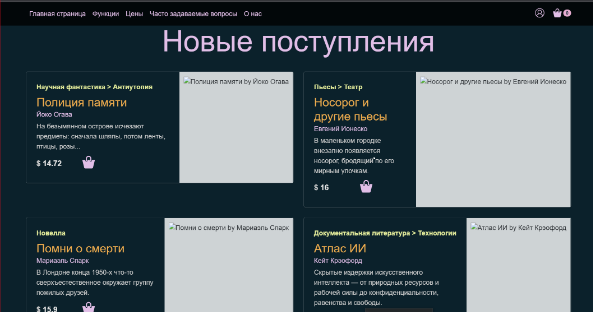 Главная страница Функции Цены Часто задаваемые вопросы О нас
0
Новые поступления
Научная фантастика > Антиутопия
Полиция памяти
Йоко Огава
На безымянном острове исчезают
предметы: сначала шляпы, потом ленты,
птицы, розы...
$ 14.72
Полиция памяти by Йоко Огава
Пьесы > Театр
Носорог и
другие пьесы
Евгений Ионеско
В маленьком городке
внезапно появляется
носорог, бродящий по его
мирным улочкам.
$ 16
Носорог и другие пьесы by Евгений Ионеско
Новелла
Помни о смерти
Мариаэль Спарк
В Лондоне конца 1950-х что-то
сверхъестественное окружает группу
пожилых друзей.
$ 15.9
Помни о смерти by Мариаэль Спарк
Документальная литература > Технологии
Атлас ИИ
Кейт Крэофорд
Скрытые издержки искусственного
интеллекта — от природных ресурсов и
рабочей силы до конфиденциальности,
равенства и свободы.
Атлас ИИ by Кейт Крэофорд